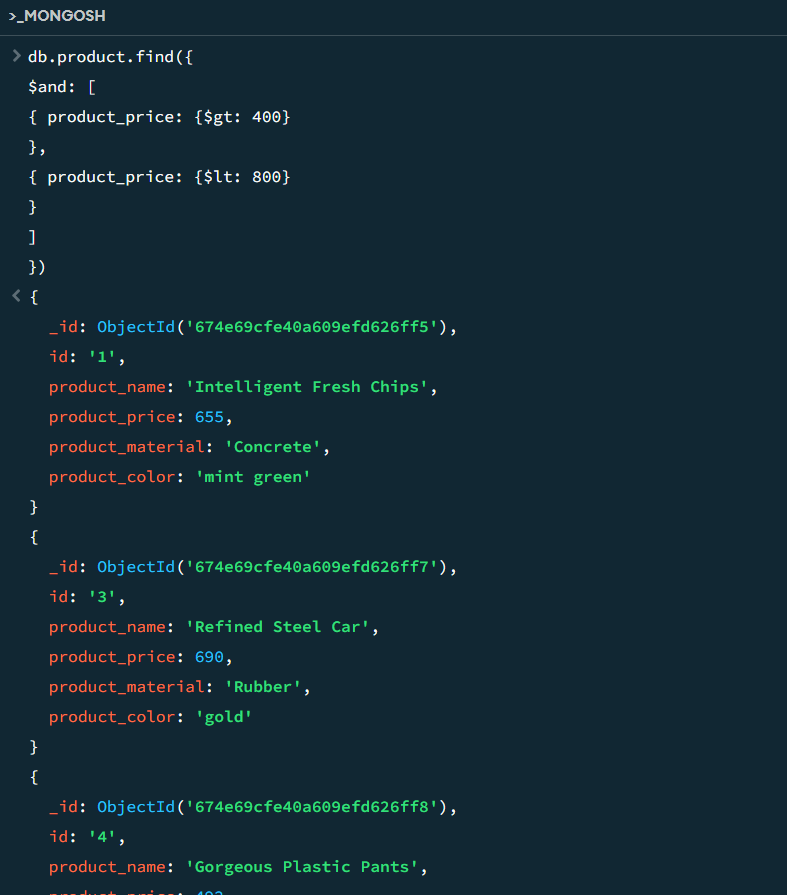 >_MONGOSH
> db.product.find({
$and: [
{ product_price: {$gt: 400}
},
{ product_price: {$lt: 800}
}
]
})
< {
_id: ObjectId('674e69cfe40a609efd626ff5'),
id: '1',
product_name: 'Intelligent Fresh Chips',
product_price: 655,
product_material: 'Concrete',
product_color: 'mint green'
}
{
_id: ObjectId('674e69cfe40a609efd626ff7'),
id: '3',
product_name: 'Refined Steel Car',
product_price: 690,
product_material: 'Rubber',
product_color: 'gold'
}
{
_id: ObjectId('674e69cfe40a609efd626ff8'),
id: '4',
product_name: 'Gorgeous Plastic Pants',
product_price: